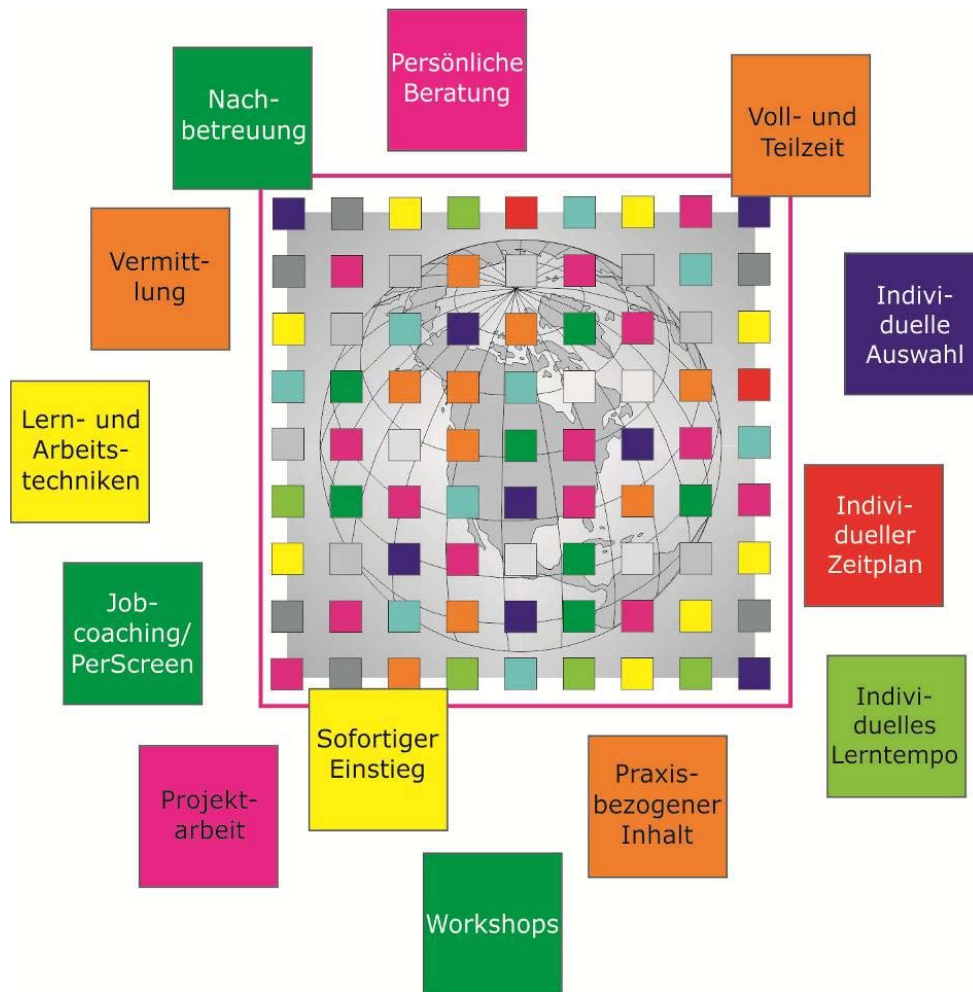 Persönliche
Beratung
Nach-
betreuung
Voll- und
Teilzeit
Vermitt-
lung
Indivi-
duelle
Auswahl
Lern- und
Arbeits-
techniken
Indivi-
dueller
Zeitplan
Job-
coaching/
PerScreen
Indivi-
duelles
Lerntempo
Sofortiger
Einstieg
Projekt-
arbeit
Praxis-
bezogener
Inhalt
Workshops